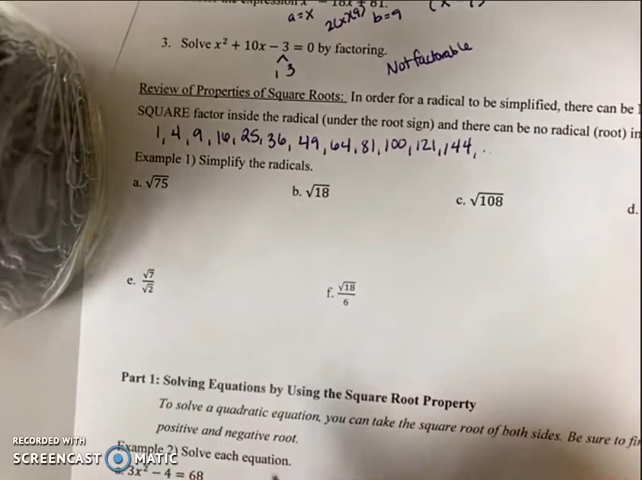 the expression
a=x 2(x)(9) b=9
3. Solve x² + 10x − 3 = 0 by factoring.
Not factorable
1 3
Review of Properties of Square Roots: In order for a radical to be simplified, there can be
SQUARE factor inside the radical (under the root sign) and there can be no radical (root) in
1, 4, 9, 16, 25, 36, 49, 64, 81, 100, 121, 144, ..
Example 1) Simplify the radicals.
a. √75 b. √18 c. √108 d.
e. √7/√2 f. √18/6
Part 1: Solving Equations by Using the Square Root Property
To solve a quadratic equation, you can take the square root of both sides. Be sure to
positive and negative root.
Example 2) Solve each equation.
3x² − 4 = 68
RECORDED WITH
SCREENCAST MATIC